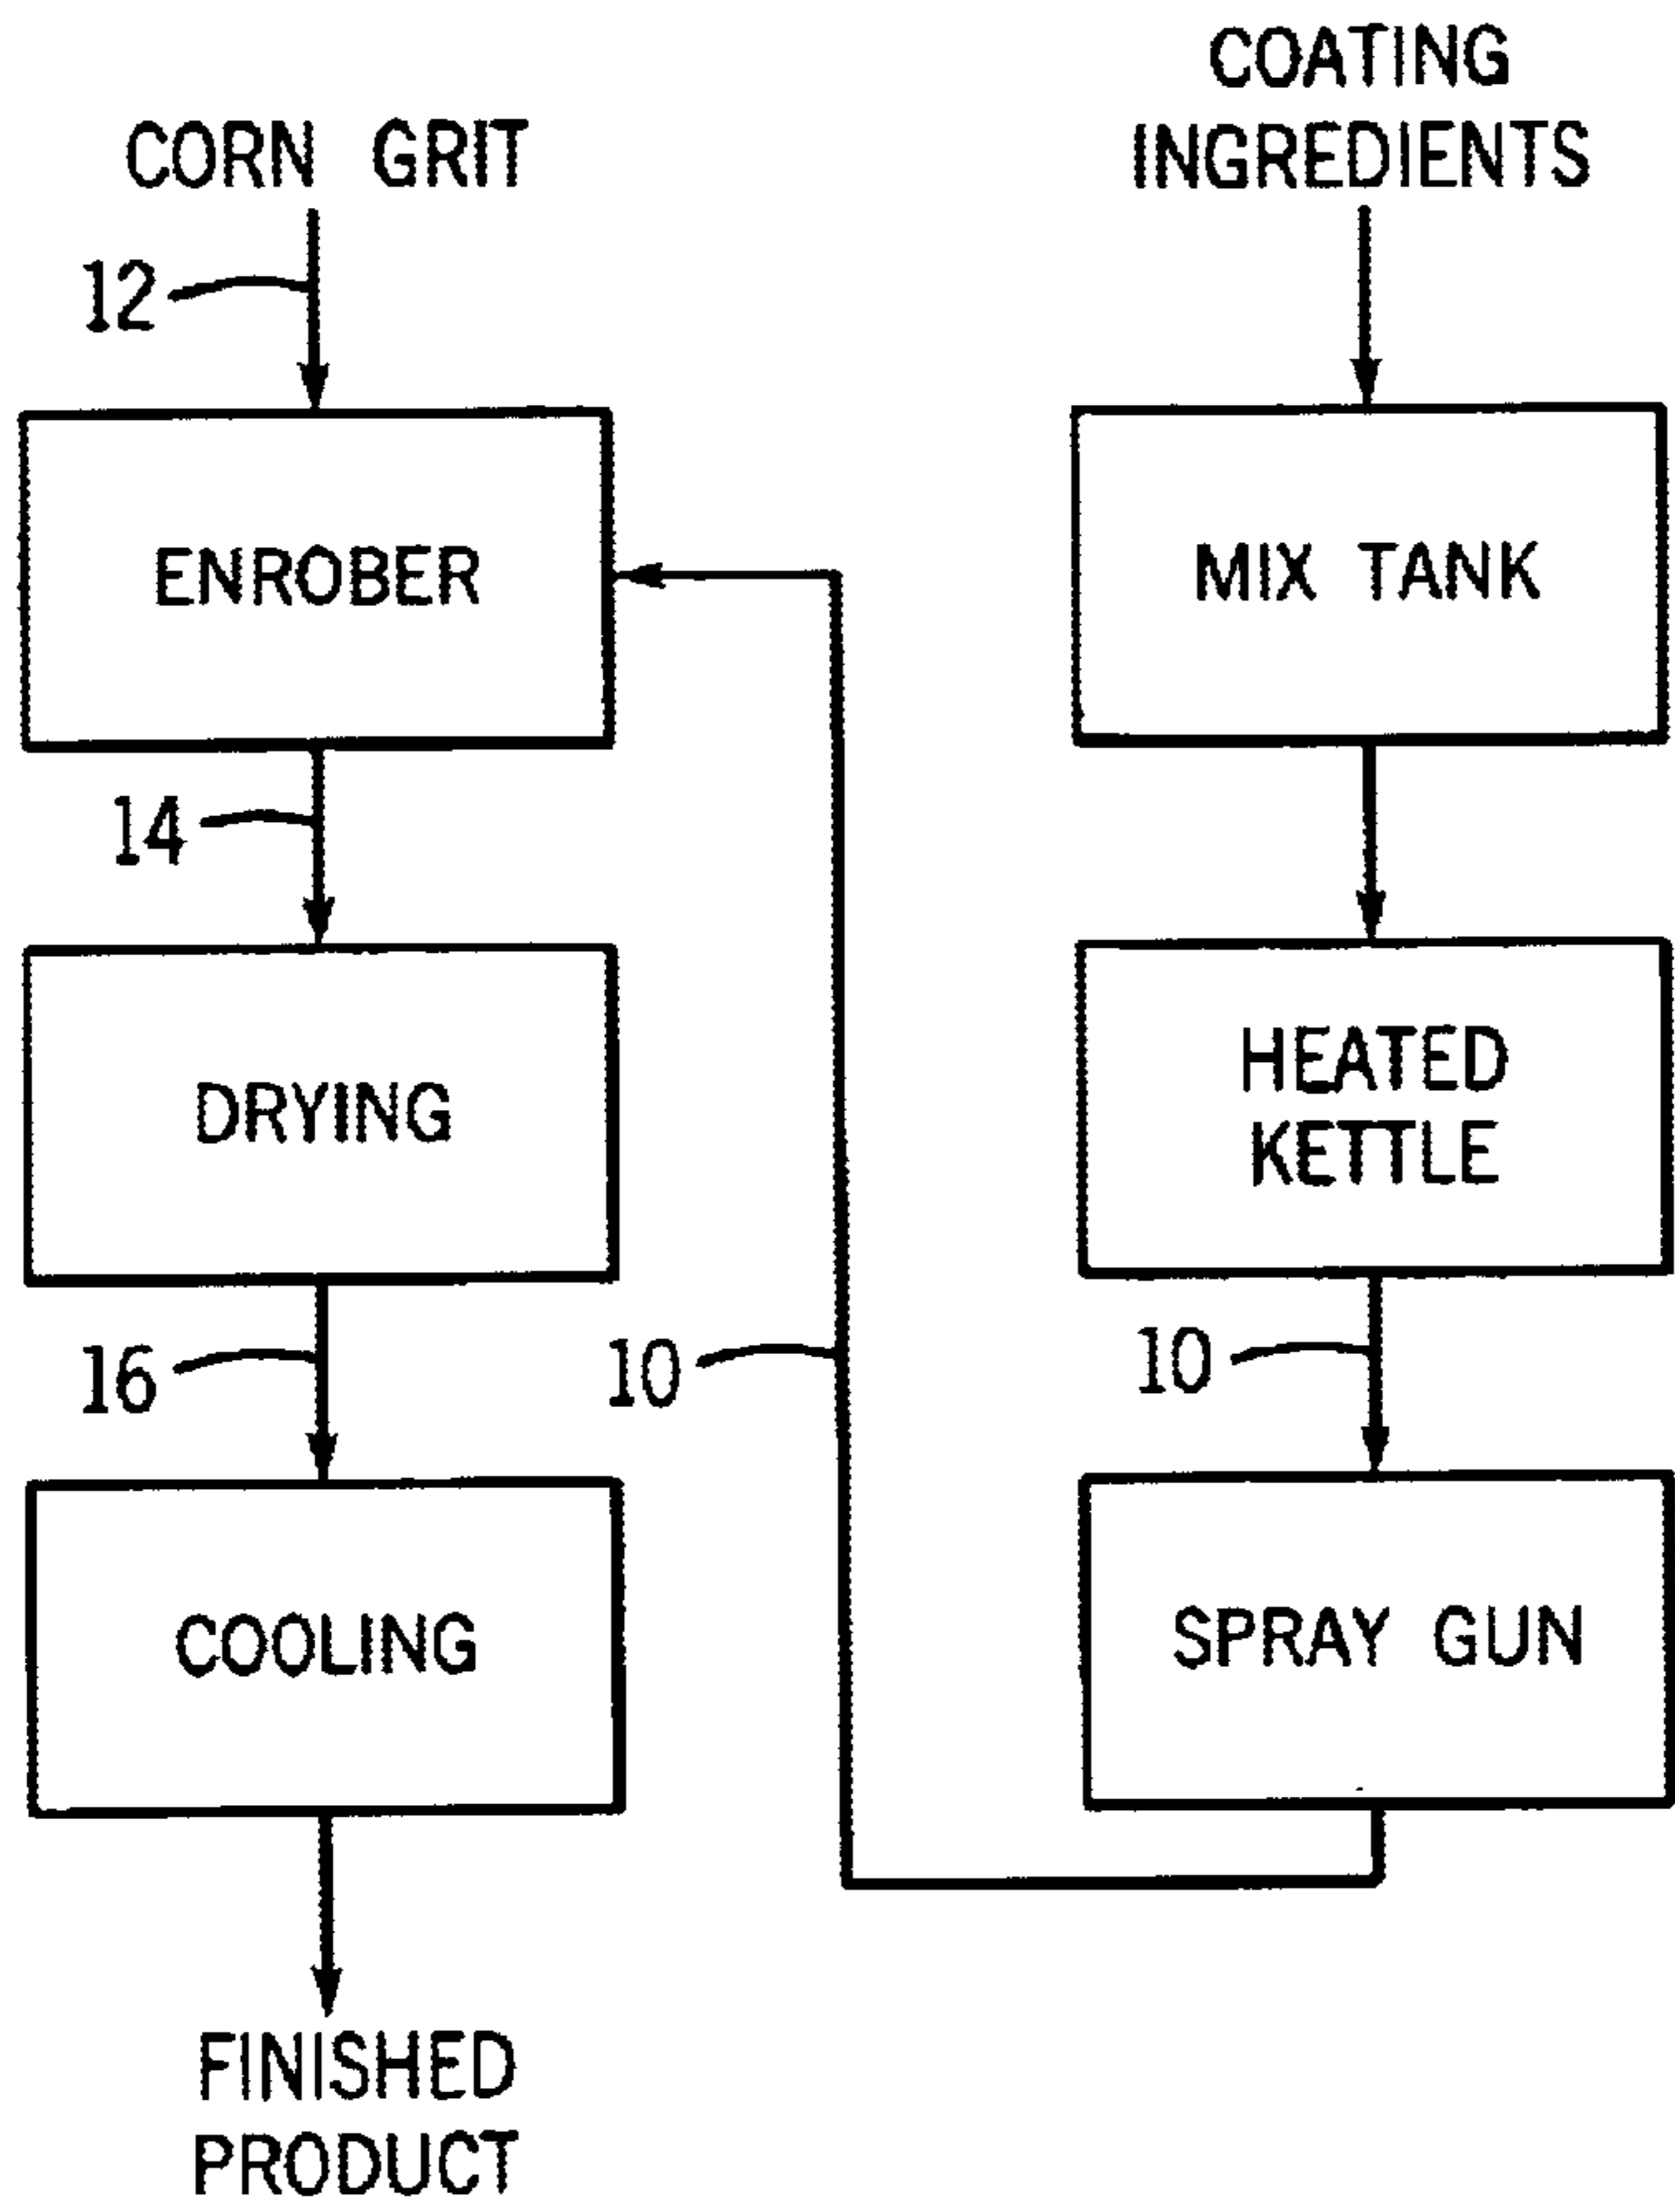 CORN GRIT
12
ENROBER
14
DRYING
16
COOLING
FINISHED
PRODUCT
10
COATING
INGREDIENTS
MIX TANK
HEATED
KETTLE
10
SPRAY GUN